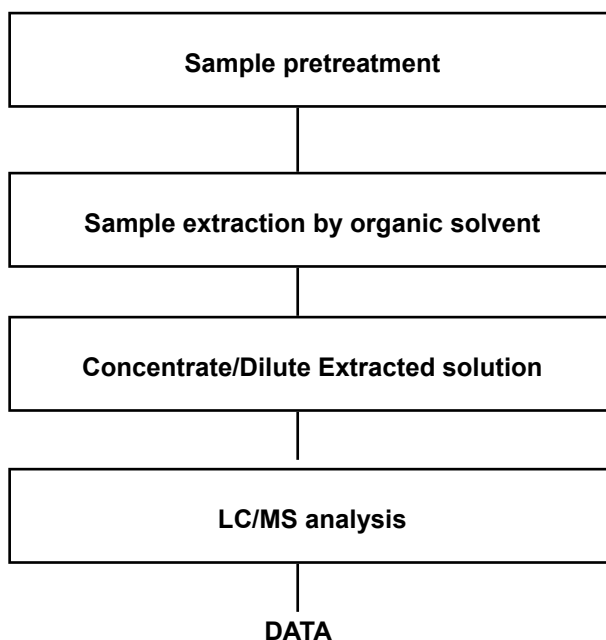 Sample pretreatment
Sample extraction by organic solvent
Concentrate/Dilute Extracted solution
LC/MS analysis
DATA